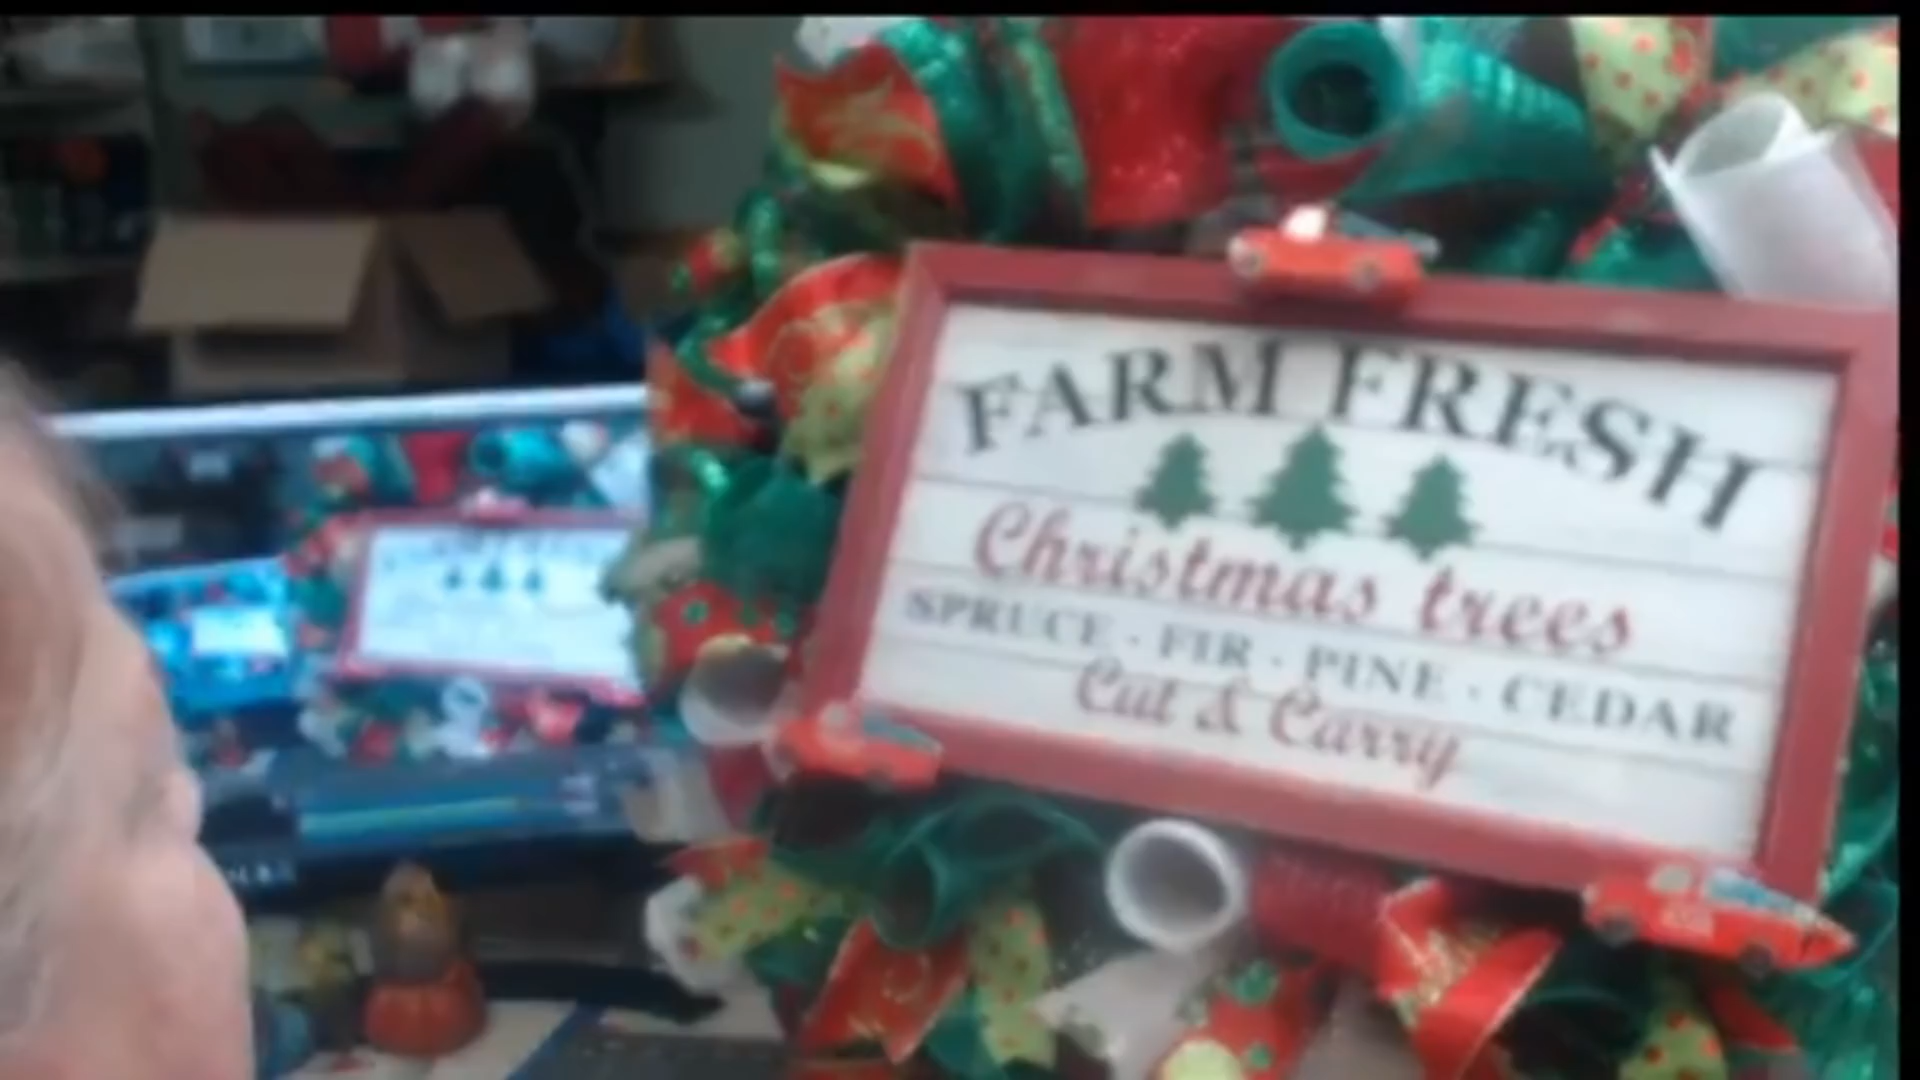 FARM FRESH
Christmas trees
SPRUCE · FIR · PINE · CEDAR
Cut & Carry